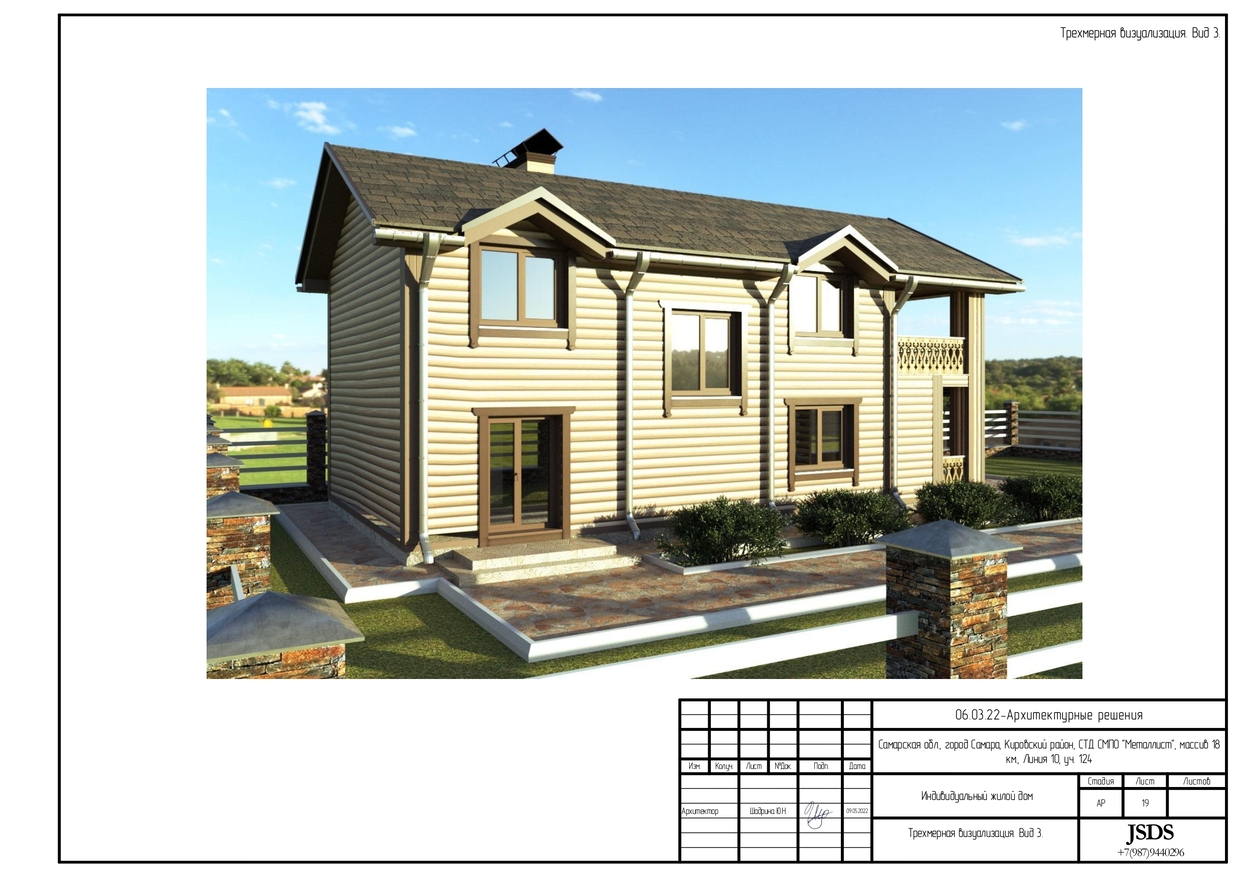 Трехмерная визуализация. Вид 3.
06.03.22-Архитектурные решения
Самарская обл., город Самара, Кировский район, СТД СМПО "Металлист", массив 18
км, Линия 10, уч. 124
Изм. Колуч. Лист №Док. Подп. Дата
Индивидуальный жилой дом
Стадия Лист Листов
АР 19
Архитектор Шадрина Ю.Н. 09.05.2022
Трехмерная визуализация. Вид 3.
JSDS
+7(987)9440296